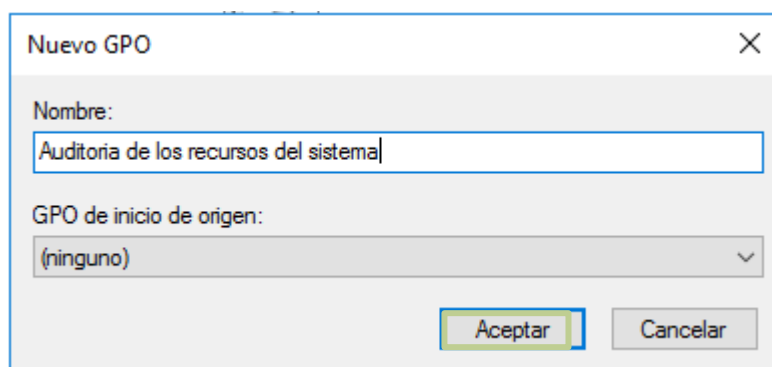 Nuevo GPO
Nombre:
Auditoria de los recursos del sistema
GPO de inicio de origen:
(ninguno)
Aceptar
Cancelar